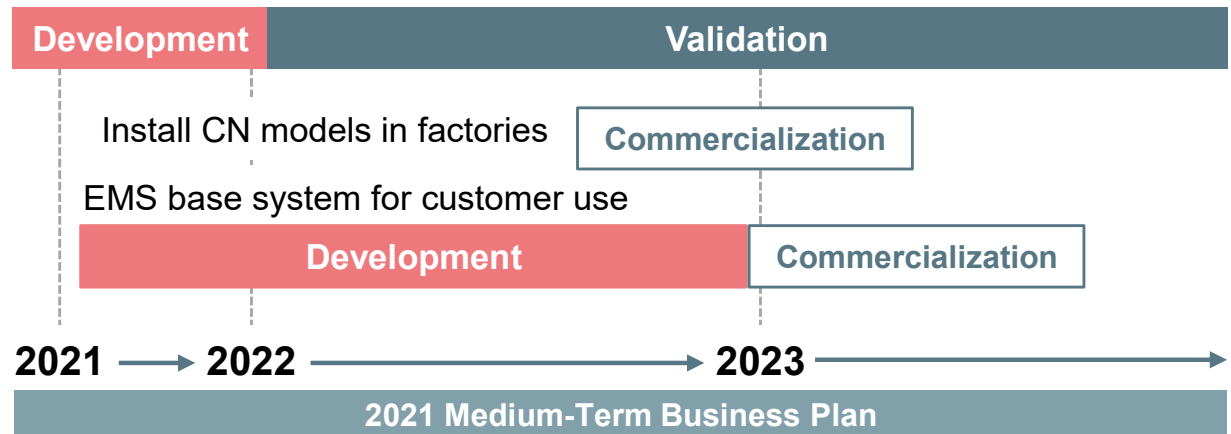 Development
Validation
Install CN models in factories
Commercialization
EMS base system for customer use
Development
Commercialization
2021
2022
2023
2021 Medium-Term Business Plan